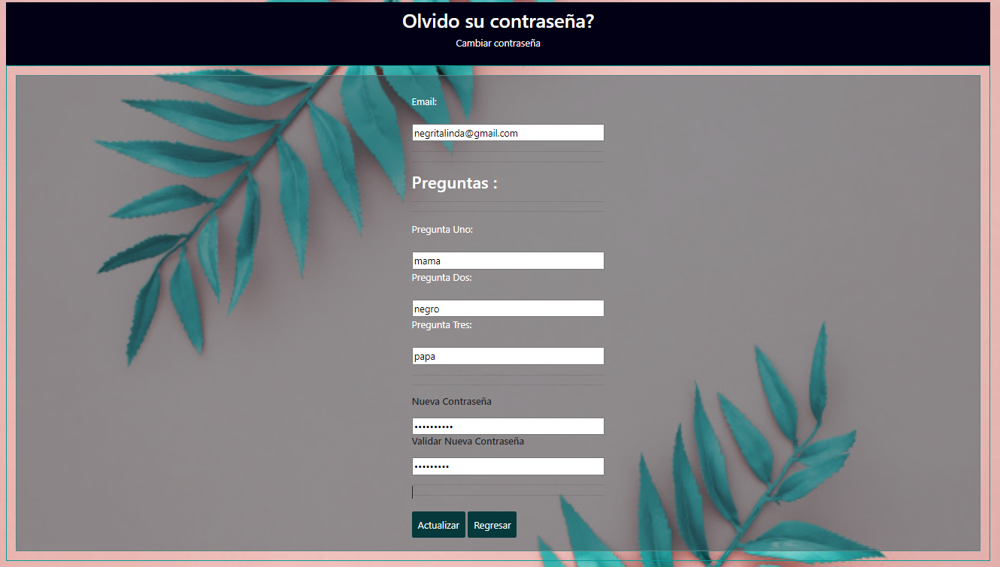 Olvido su contraseña?
Cambiar contraseña
Email:
negritalinda@gmail.com
Preguntas :
Pregunta Uno:
mama
Pregunta Dos:
negro
Pregunta Tres:
papa
Nueva Contraseña
••••••••••
Validar Nueva Contraseña
•••••••••
Actualizar Regresar